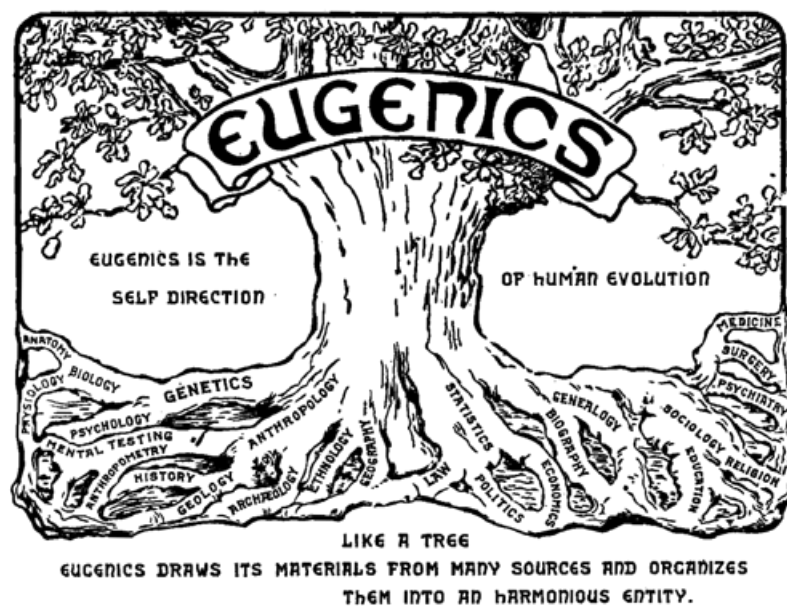 EUGENICS
EUGENICS IS THE
SELF DIRECTION
OF HUMAN EVOLUTION
ANATOMY
BIOLOGY
PHYSIOLOGY
GENETICS
PSYCHOLOGY
MENTAL TESTING
ANTHROPOMETRY
HISTORY
GEOLOGY
ANTHROPOLOGY
ARCHÆOLOGY
ETHNOLOGY
GEOGRAPHY
LAW
STATISTICS
POLITICS
ECONOMICS
BIOGRAPHY
GENEALOGY
EDUCATION
SOCIOLOGY
RELIGION
PSYCHIATRY
SURGERY
MEDICINE
LIKE A TREE
EUGENICS DRAWS ITS MATERIALS FROM MANY SOURCES AND ORGANIZES
THEM INTO AN HARMONIOUS ENTITY.